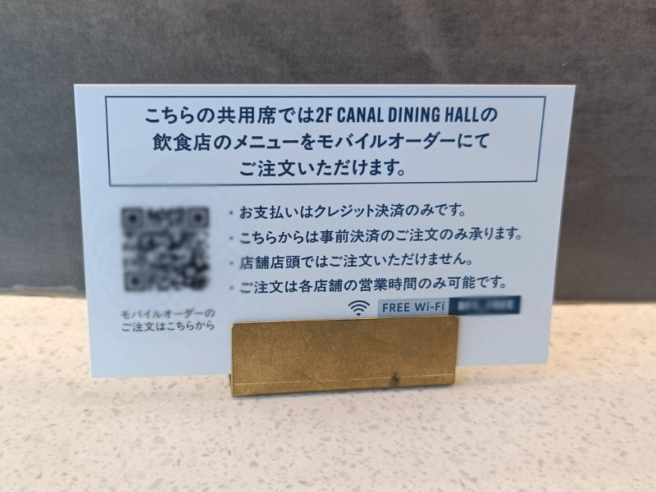 こちらの共用席では2F CANAL DINING HALLの
飲食店のメニューをモバイルオーダーにて
ご注文いただけます。
・お支払いはクレジット決済のみです。
・こちらからは事前決済のご注文のみ承ります。
・店舗店頭ではご注文いただけません。
・ご注文は各店舗の営業時間のみ可能です。
モバイルオーダーの
ご注文はこちらから
FREE Wi-Fi